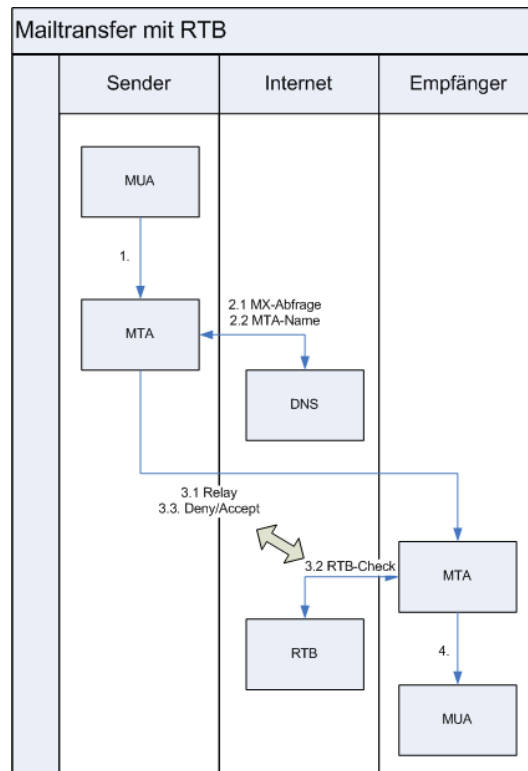 Mailtransfer mit RTB
Sender
Internet
Empfänger
MUA
1.
2.1 MX-Abfrage
2.2 MTA-Name
MTA
DNS
3.1 Relay
3.3. Deny/Accept
3.2 RTB-Check
MTA
RTB
4.
MUA